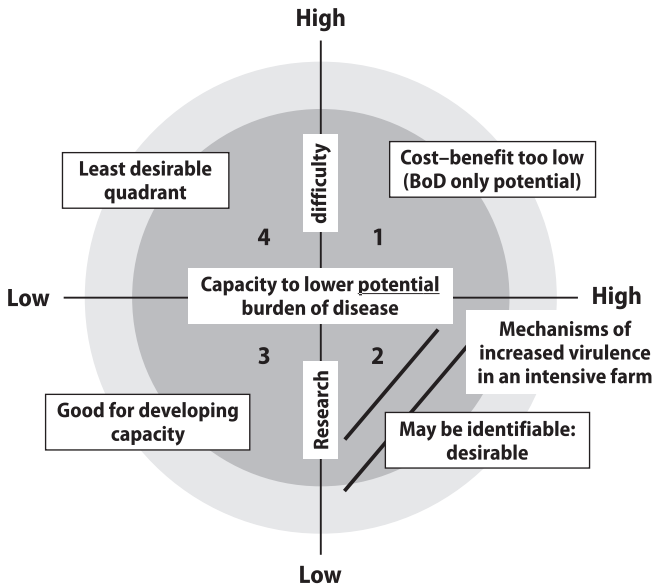 High
Least desirable
quadrant
difficulty
Cost–benefit too low
(BoD only potential)
4
1
Low
Capacity to lower potential
burden of disease
High
Mechanisms of
increased virulence
in an intensive farm
3
2
Research
Good for developing
capacity
May be identifiable:
desirable
Low